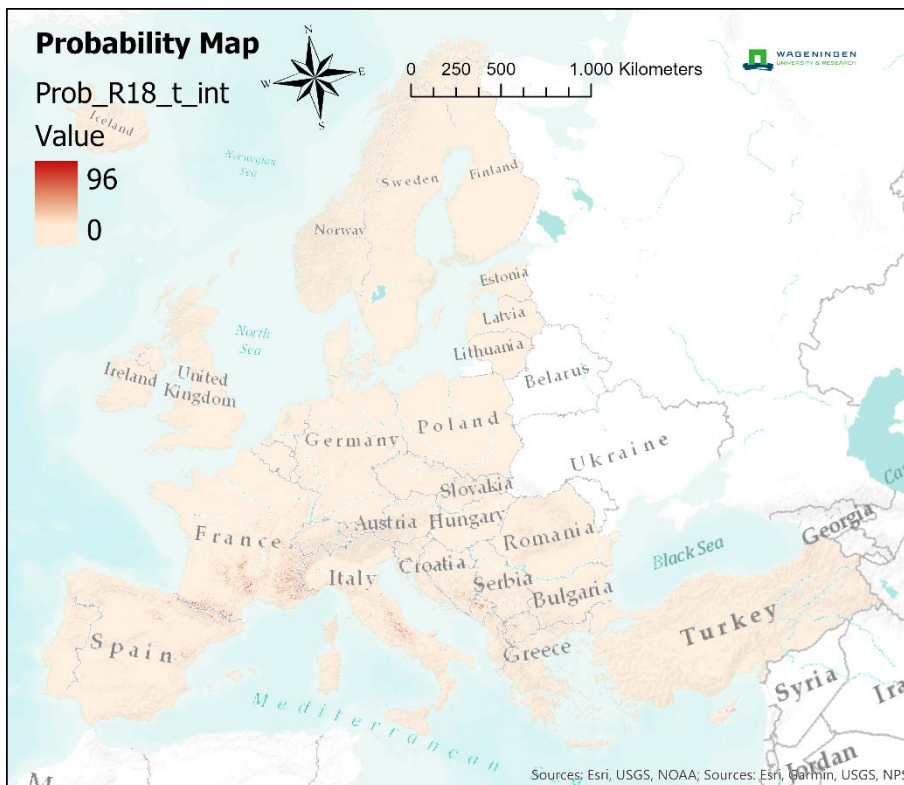 Probability Map
Prob_R18_t_int
Value
96
0
N
W
E
S
0 250 500 1.000 Kilometers
WAGENINGEN
UNIVERSITY & RESEARCH
Iceland
Norwegian
Sea
Sweden
Finland
Norway
Estonia
Latvia
Lithuania
North
Sea
Ireland
United
Kingdom
Belarus
Germany
Poland
Ukraine
Slovakia
Austria
Hungary
France
Romania
Croatia
Italy
Serbia
Bulgaria
Black Sea
Georgia
Spain
Greece
Turkey
Syria
Mediterranean
Jordan
Sources: Esri, USGS, NOAA; Sources: Esri, Garmin, USGS, NPS